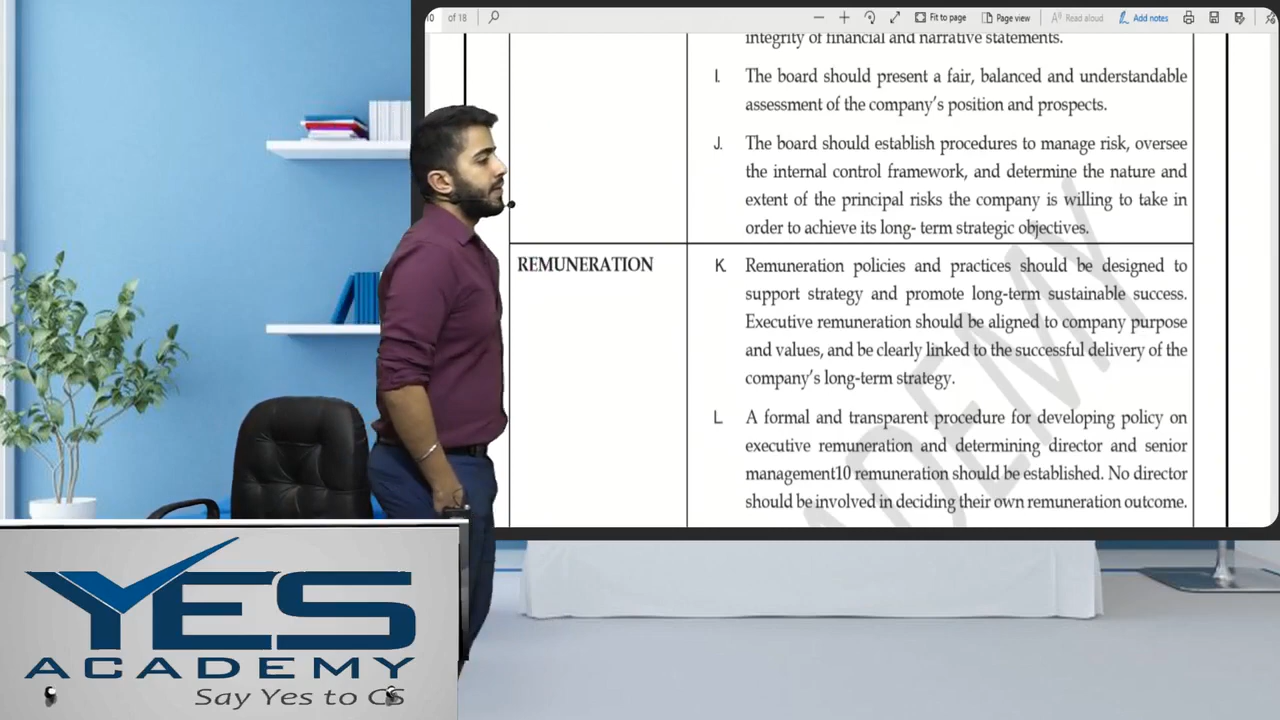 10 of 18
Fit to page
Page view
Read aloud
Add notes
integrity of financial and narrative statements.
I. The board should present a fair, balanced and understandable
assessment of the company's position and prospects.
J. The board should establish procedures to manage risk, oversee
the internal control framework, and determine the nature and
extent of the principal risks the company is willing to take in
order to achieve its long- term strategic objectives.
REMUNERATION
K. Remuneration policies and practices should be designed to
support strategy and promote long-term sustainable success.
Executive remuneration should be aligned to company purpose
and values, and be clearly linked to the successful delivery of the
company's long-term strategy.
L. A formal and transparent procedure for developing policy on
executive remuneration and determining director and senior
management10 remuneration should be established. No director
should be involved in deciding their own remuneration outcome.
ADEMY
YES
ACADEMY
Say Yes to CS